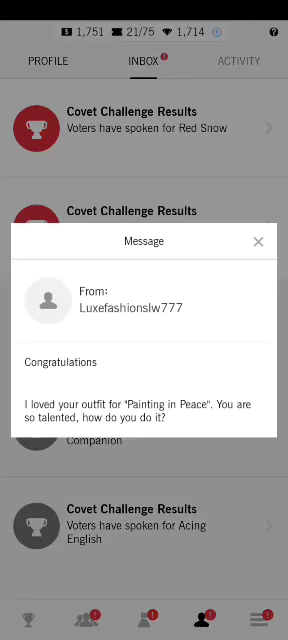 $ 1,751 21/75 1,714 + ?
PROFILE INBOX ! ACTIVITY
Covet Challenge Results
Voters have spoken for Red Snow
Covet Challenge Results
Message
From:
Luxefashionslw777
Congratulations
I loved your outfit for "Painting in Peace". You are
so talented, how do you do it?
Companion
Covet Challenge Results
Voters have spoken for Acing
English
! ! ! !